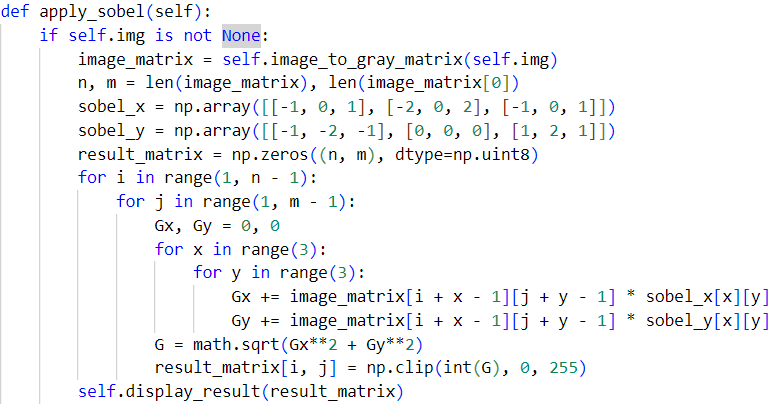 def apply_sobel(self):
    if self.img is not None:
        image_matrix = self.image_to_gray_matrix(self.img)
        n, m = len(image_matrix), len(image_matrix[0])
        sobel_x = np.array([[-1, 0, 1], [-2, 0, 2], [-1, 0, 1]])
        sobel_y = np.array([[-1, -2, -1], [0, 0, 0], [1, 2, 1]])
        result_matrix = np.zeros((n, m), dtype=np.uint8)
        for i in range(1, n - 1):
            for j in range(1, m - 1):
                Gx, Gy = 0, 0
                for x in range(3):
                    for y in range(3):
                        Gx += image_matrix[i + x - 1][j + y - 1] * sobel_x[x][y]
                        Gy += image_matrix[i + x - 1][j + y - 1] * sobel_y[x][y]
                G = math.sqrt(Gx**2 + Gy**2)
                result_matrix[i, j] = np.clip(int(G), 0, 255)
        self.display_result(result_matrix)